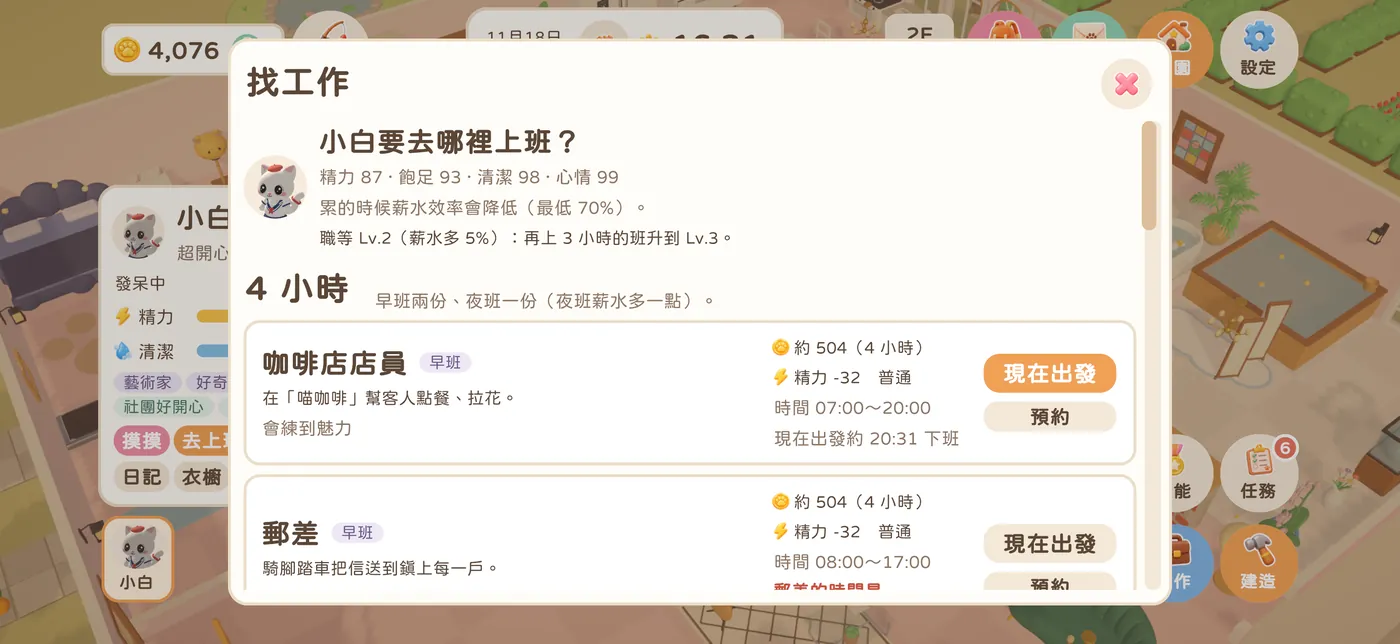 4,076
11月18日
2F
設定
找工作
小白要去哪裡上班？
精力 87 · 飽足 93 · 清潔 98 · 心情 99
累的時候薪水效率會降低（最低 70%）。
職等 Lv.2（薪水多 5%）：再上 3 小時的班升到 Lv.3。
4 小時
早班兩份、夜班一份（夜班薪水多一點）。
咖啡店店員
早班
在「喵咖啡」幫客人點餐、拉花。
會練到魅力
約 504（4 小時）
精力 -32 普通
時間 07:00～20:00
現在出發約 20:31 下班
現在出發
預約
郵差
早班
騎腳踏車把信送到鎮上每一戶。
約 504（4 小時）
精力 -32 普通
時間 08:00～17:00
現在出發
預約
小白
超開心
發呆中
精力
清潔
藝術家
好奇
社團好開心
摸摸
去上班
日記
衣櫥
小白
能
6
任務
作
建造